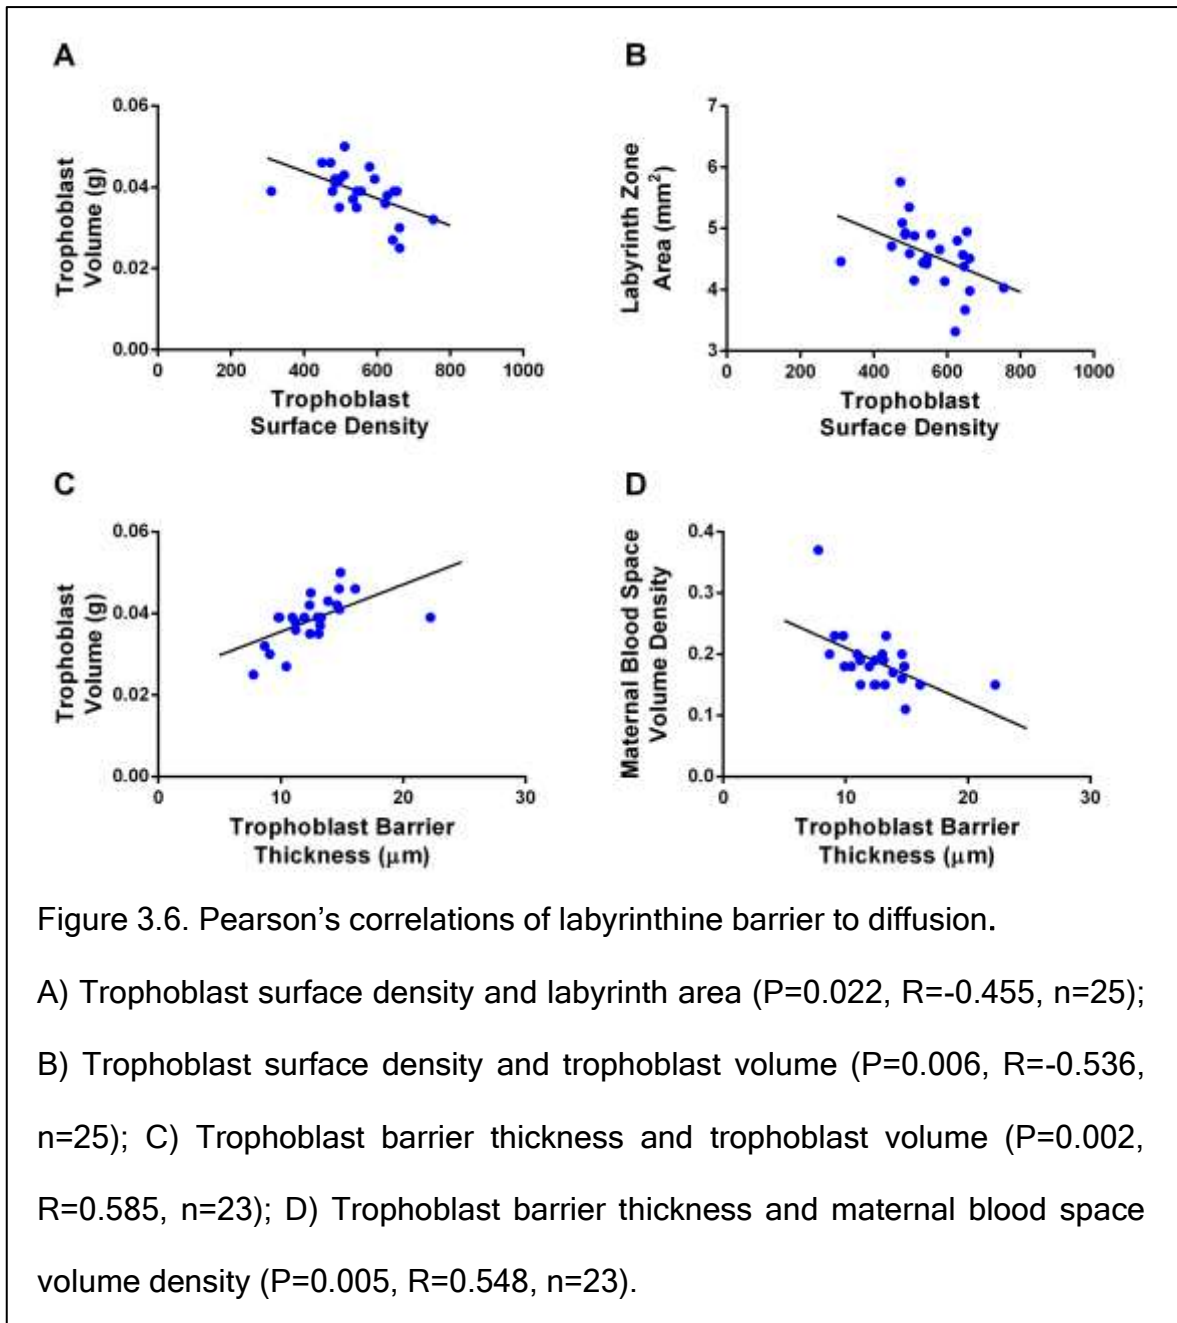 A
0.06
0.04
0.02
0.00
Trophoblast
Volume (g)
0 200 400 600 800 1000
Trophoblast
Surface Density
B
7
6
5
4
3
Labyrinth Zone
Area (mm²)
0 200 400 600 800 1000
Trophoblast
Surface Density
C
0.06
0.04
0.02
0.00
Trophoblast
Volume (g)
0 10 20 30
Trophoblast Barrier
Thickness (μm)
D
0.4
0.3
0.2
0.1
0.0
Maternal Blood Space
Volume Density
0 10 20 30
Trophoblast Barrier
Thickness (μm)
Figure 3.6. Pearson’s correlations of labyrinthine barrier to diffusion.
A) Trophoblast surface density and labyrinth area (P=0.022, R=-0.455, n=25);
B) Trophoblast surface density and trophoblast volume (P=0.006, R=-0.536,
n=25); C) Trophoblast barrier thickness and trophoblast volume (P=0.002,
R=0.585, n=23); D) Trophoblast barrier thickness and maternal blood space
volume density (P=0.005, R=0.548, n=23).